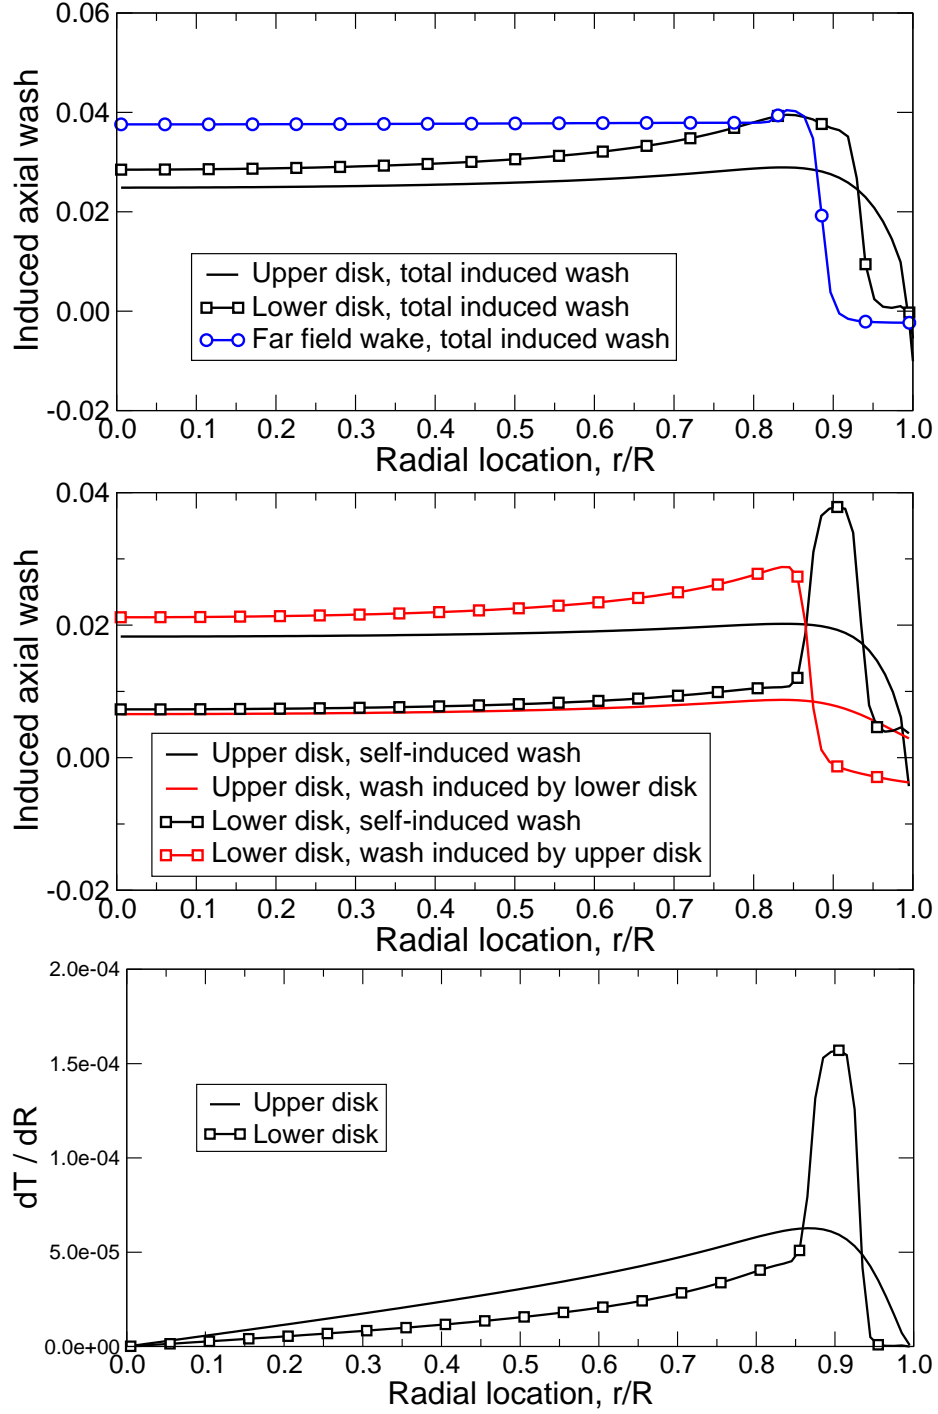 0.06
0.04
0.02
0.00
-0.02
Induced axial wash
Upper disk, total induced wash
Lower disk, total induced wash
Far field wake, total induced wash
0.0 0.1 0.2 0.3 0.4 0.5 0.6 0.7 0.8 0.9 1.0
Radial location, r/R
0.04
0.02
0.00
-0.02
Induced axial wash
Upper disk, self-induced wash
Upper disk, wash induced by lower disk
Lower disk, self-induced wash
Lower disk, wash induced by upper disk
0.0 0.1 0.2 0.3 0.4 0.5 0.6 0.7 0.8 0.9 1.0
Radial location, r/R
2.0e-04
1.5e-04
1.0e-04
5.0e-05
0.0e+00
dT / dR
Upper disk
Lower disk
0.0 0.1 0.2 0.3 0.4 0.5 0.6 0.7 0.8 0.9 1.0
Radial location, r/R